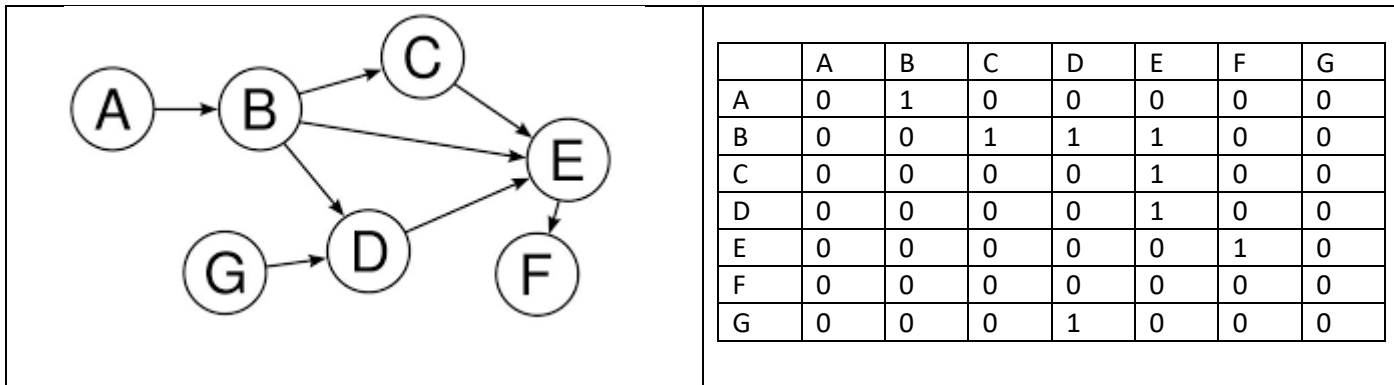 C
A B
E
D
G F
A B C D E F G
A 0 1 0 0 0 0 0
B 0 0 1 1 1 0 0
C 0 0 0 0 1 0 0
D 0 0 0 0 1 0 0
E 0 0 0 0 0 1 0
F 0 0 0 0 0 0 0
G 0 0 0 1 0 0 0